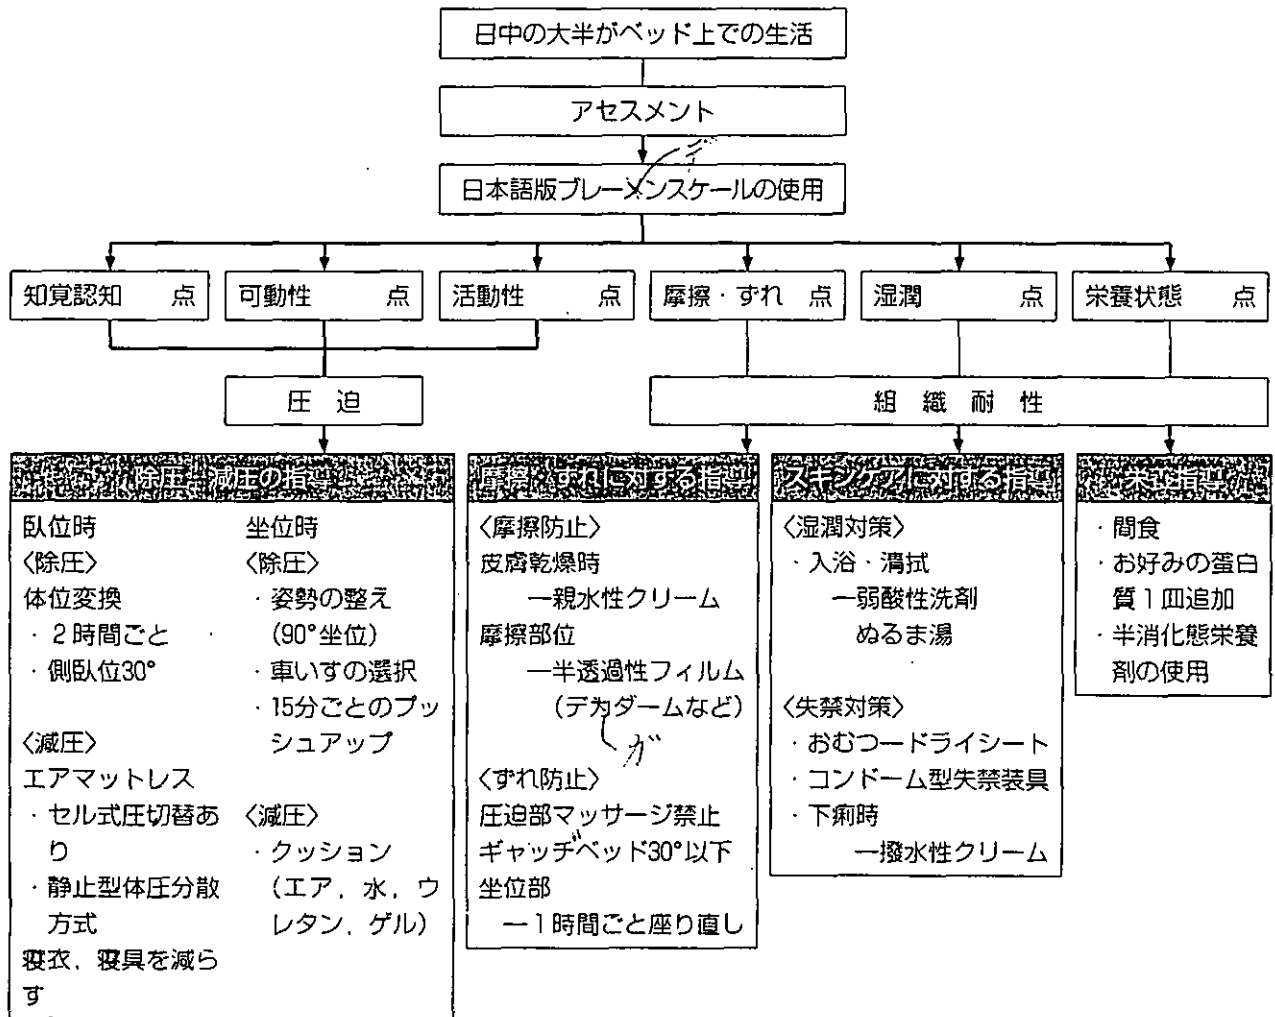 日中の大半がベッド上での生活
アセスメント
日本語版ブレーメンスケールの使用
デ
知覚認知 点
可動性 点
活動性 点
摩擦・ずれ 点
湿潤 点
栄養状態 点
圧 迫
組 織 耐 性
除圧・減圧の指導
臥位時
〈除圧〉
体位変換
・2時間ごと
・側臥位30°
〈減圧〉
エアマットレス
・セル式圧切替あ
り
・静止型体圧分散
方式
寝衣,寝具を減ら
す
坐位時
〈除圧〉
・姿勢の整え
(90°坐位)
・車いすの選択
・15分ごとのプッ
シュアップ
〈減圧〉
・クッション
(エア,水,ウ
レタン,ゲル)
摩擦・ずれに対する指導
〈摩擦防止〉
皮膚乾燥時
―親水性クリーム
摩擦部位
―半透過性フィルム
(デカダームなど)
が
〈ずれ防止〉
圧迫部マッサージ禁止
ギャッヂベッド30°以下
坐位部
―1時間ごと座り直し
スキンケアに対する指導
〈湿潤対策〉
・入浴・清拭
―弱酸性洗剤
ぬるま湯
〈失禁対策〉
・おむつードライシート
・コンドーム型失禁装具
・下痢時
―撥水性クリーム
栄養指導
・間食
・お好みの蛋白
質1皿追加
・半消化態栄養
剤の使用